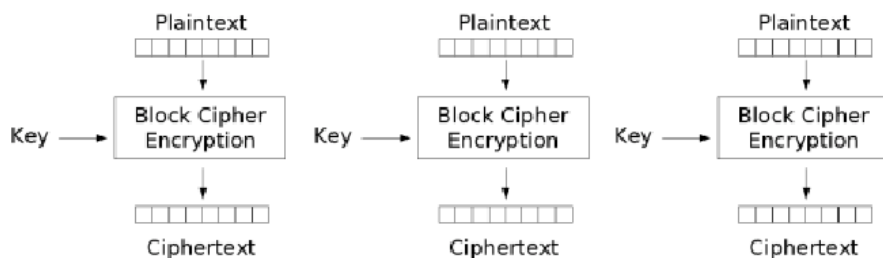 Plaintext Plaintext Plaintext
Block Cipher Block Cipher Block Cipher
Key Key Key
Encryption Encryption Encryption
Ciphertext Ciphertext Ciphertext